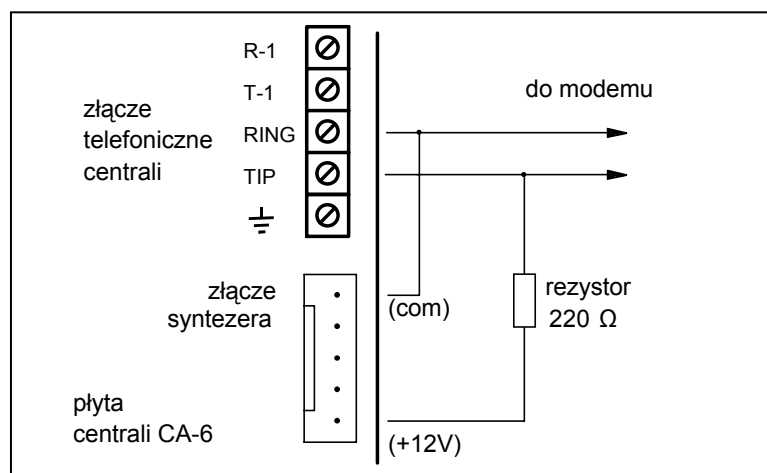 R-1
T-1
RING
TIP
złącze
telefoniczne
centrali
do modemu
złącze
syntezera
(com)
rezystor
220 Ω
płyta
centrali CA-6
(+12V)